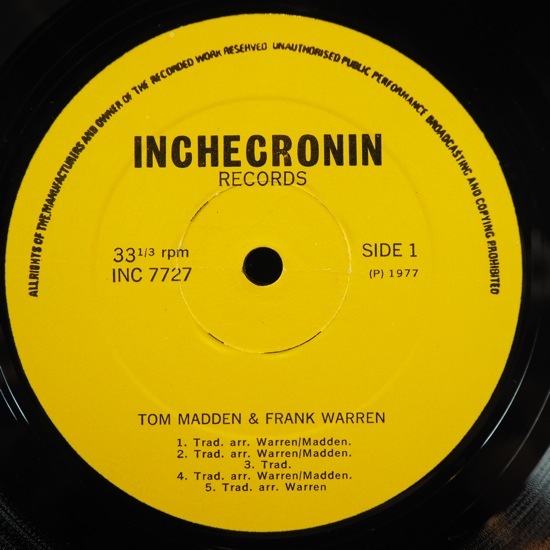 ALL RIGHTS OF THE MANUFACTURERS AND OWNER OF THE RECORDED WORK RESERVED UNAUTHORISED PUBLIC PERFORMANCE BROADCASTING AND COPYING PROHIBITED
INCHECRONIN
RECORDS
33 1/3 rpm
INC 7727
SIDE 1
(P) 1977
TOM MADDEN & FRANK WARREN
1. Trad. arr. Warren/Madden.
2. Trad. arr. Warren/Madden.
3. Trad.
4. Trad. arr. Warren/Madden.
5. Trad. arr. Warren